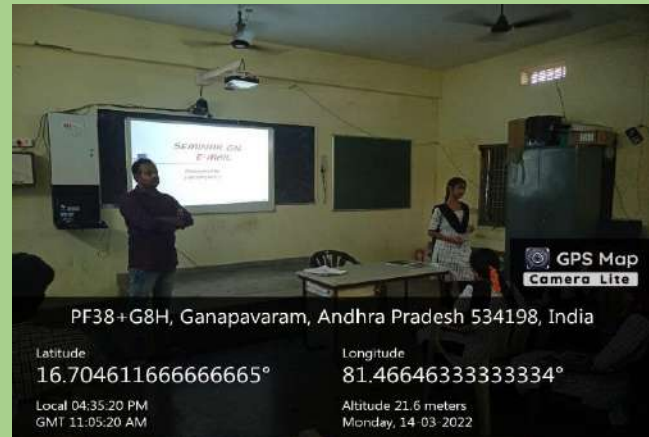 SEMINAR ON
E-MAIL
GPS Map
Camera Lite
PF38+G8H, Ganapavaram, Andhra Pradesh 534198, India
Latitude
16.704611666666665°
Longitude
81.46646333333334°
Local 04:35:20 PM
GMT 11:05:20 AM
Altitude 21.6 meters
Monday, 14-03-2022